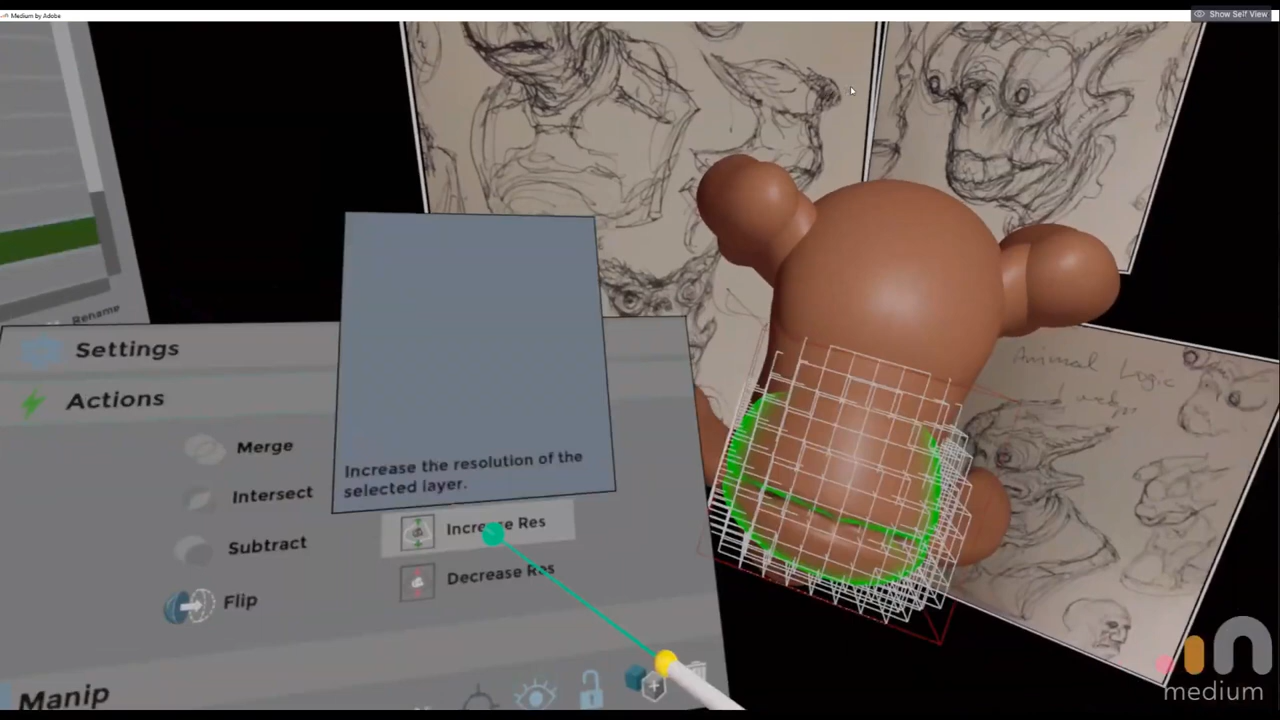 Medium by Adobe
Show Self View
Rename
Settings
Actions
Merge
Intersect
Subtract
Flip
Increase the resolution of the
selected layer.
Increase Res
Decrease Res
Manip
Animal Logic
medium